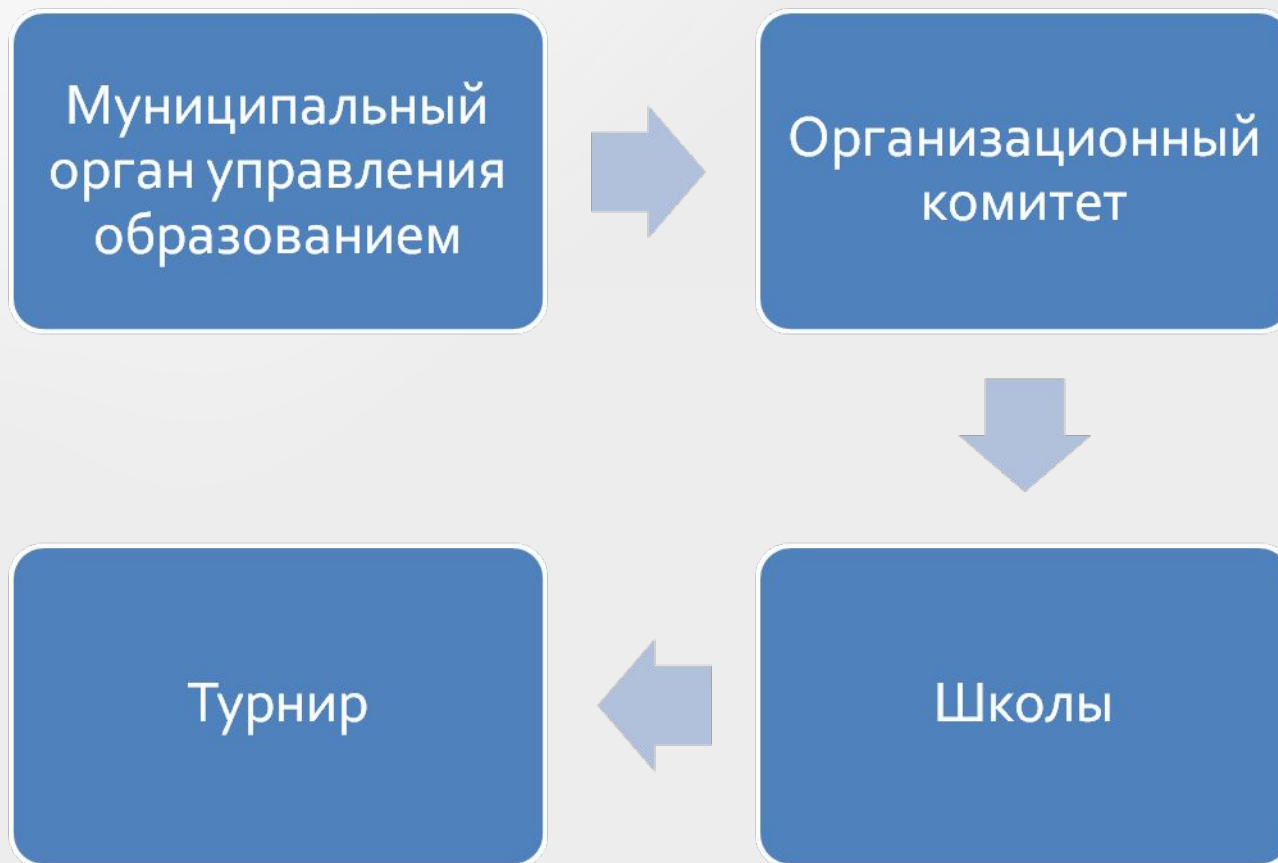 Муниципальный
орган управления
образованием
Организационный
комитет
Школы
Турнир